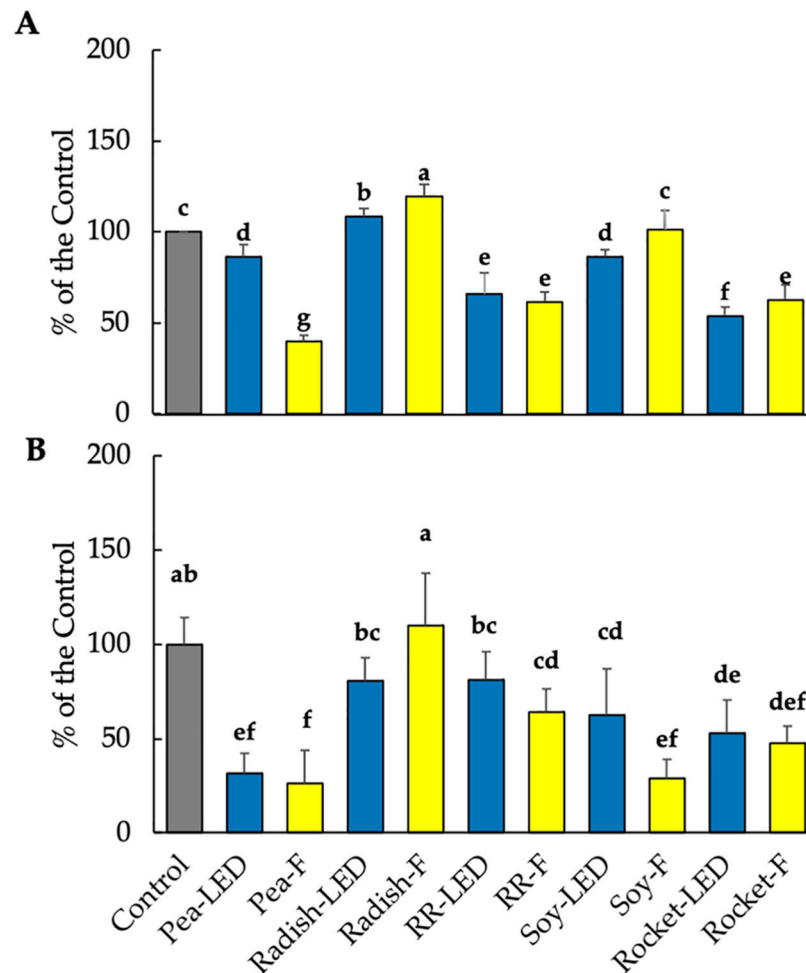 A
% of the Control
200
150
100
50
0
c
d
g
b
a
e
e
d
c
f
e
B
% of the Control
200
150
100
50
0
ab
ef
f
bc
a
bc
cd
cd
ef
de
def
Control
Pea-LED
Pea-F
Radish-LED
Radish-F
RR-LED
RR-F
Soy-LED
Soy-F
Rocket-LED
Rocket-F